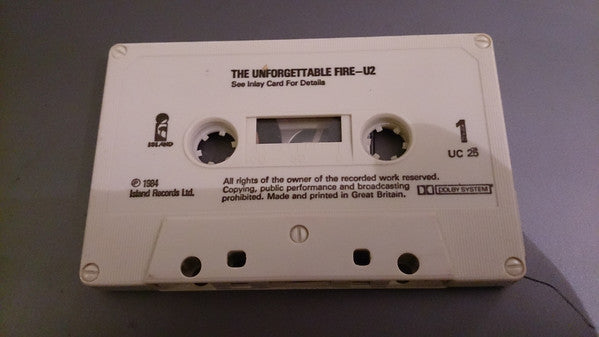 THE UNFORGETTABLE FIRE–U2
See Inlay Card For Details
ISLAND
1
UC 25
℗ 1984
Island Records Ltd.
All rights of the owner of the recorded work reserved.
Copying, public performance and broadcasting
prohibited. Made and printed in Great Britain.
DOLBY SYSTEM